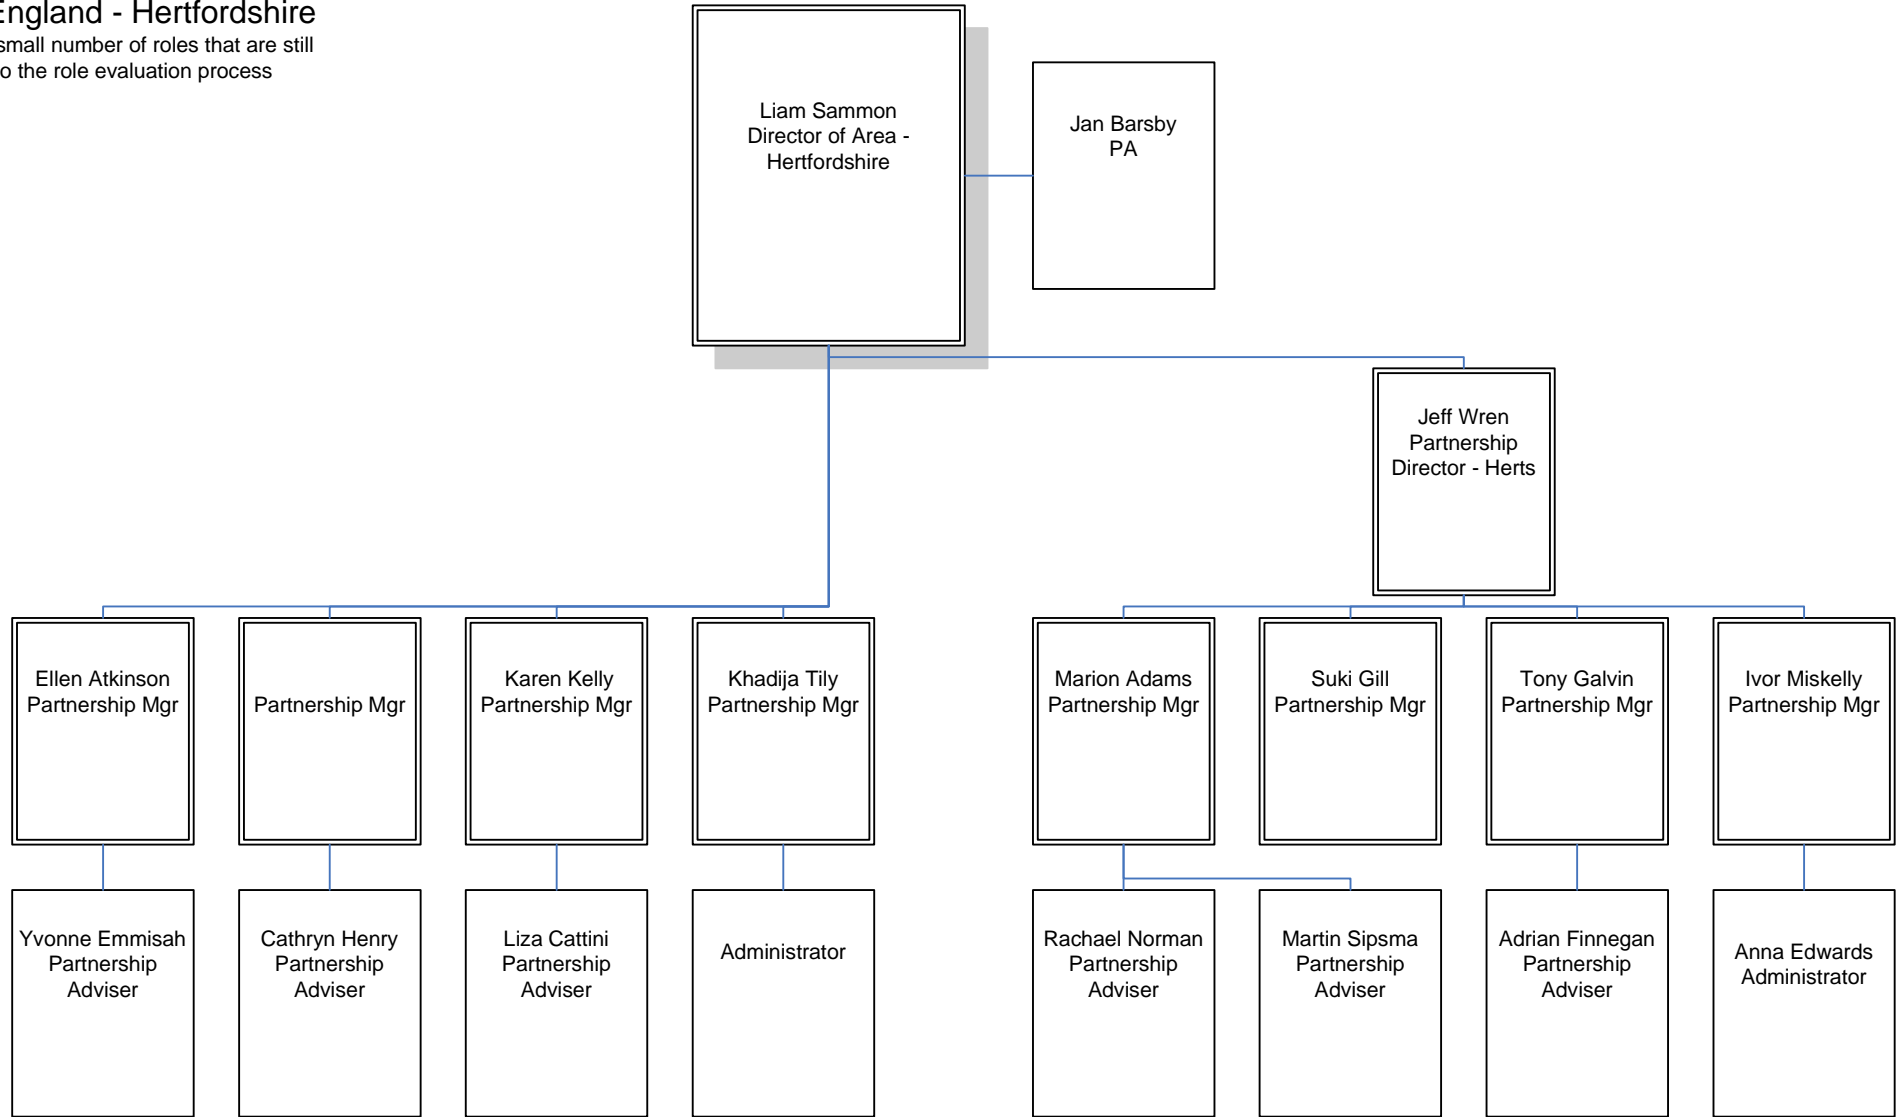 England - Hertfordshire
small number of roles that are still
o the role evaluation process
Liam Sammon
Director of Area -
Hertfordshire
Jan Barsby
PA
Jeff Wren
Partnership
Director - Herts
Ellen Atkinson
Partnership Mgr
Partnership Mgr
Karen Kelly
Partnership Mgr
Khadija Tily
Partnership Mgr
Marion Adams
Partnership Mgr
Suki Gill
Partnership Mgr
Tony Galvin
Partnership Mgr
Ivor Miskelly
Partnership Mgr
Yvonne Emmisah
Partnership
Adviser
Cathryn Henry
Partnership
Adviser
Liza Cattini
Partnership
Adviser
Administrator
Rachael Norman
Partnership
Adviser
Martin Sipsma
Partnership
Adviser
Adrian Finnegan
Partnership
Adviser
Anna Edwards
Administrator